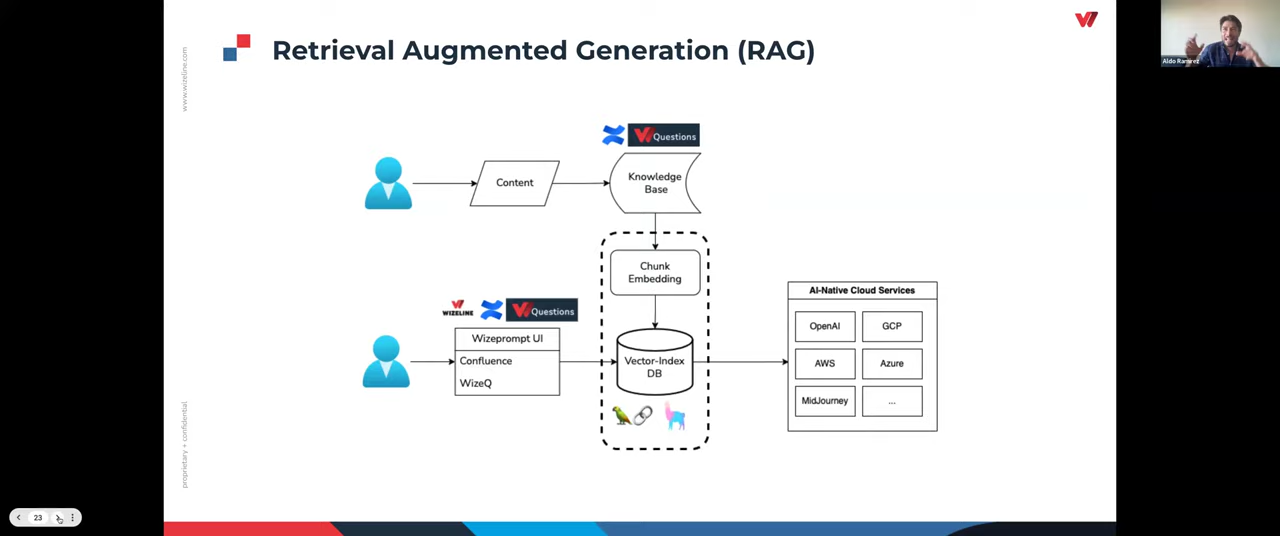 www.wizeline.com
Retrieval Augmented Generation (RAG)
Aldo Ramirez
Questions
Content
Knowledge
Base
Chunk
Embedding
WIZELINE
Questions
Wizeprompt UI
Confluence
WizeQ
Vector-Index
DB
AI-Native Cloud Services
OpenAI
GCP
AWS
Azure
MidJourney
...
proprietary + confidential
23